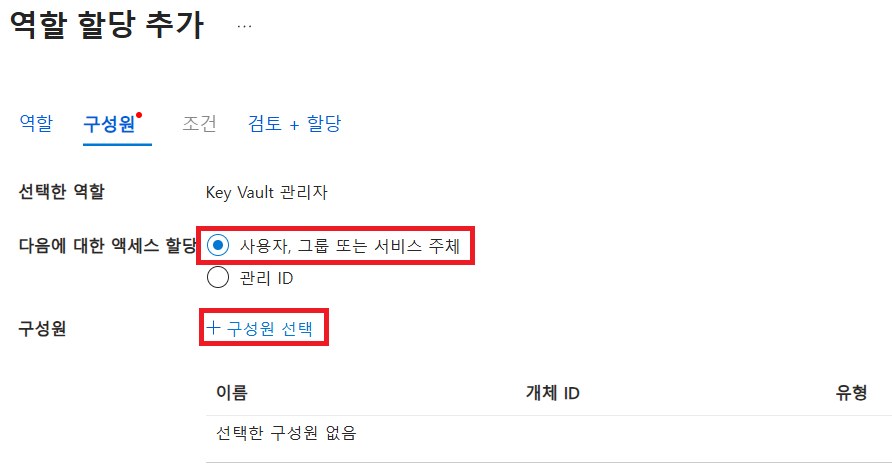 역할 할당 추가 ...
역할 구성원 조건 검토 + 할당
선택한 역할 Key Vault 관리자
다음에 대한 액세스 할당 사용자, 그룹 또는 서비스 주체
관리 ID
구성원 + 구성원 선택
이름 개체 ID 유형
선택한 구성원 없음